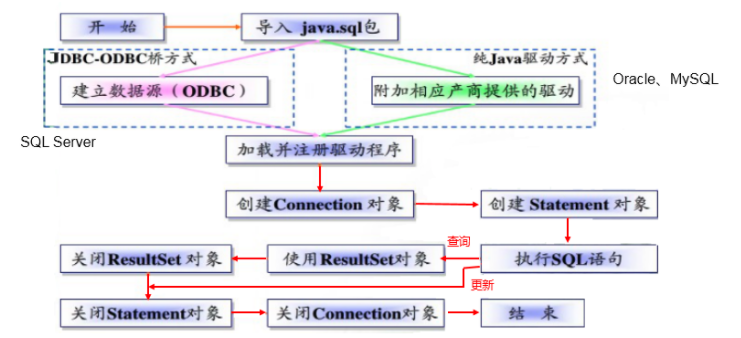 开 始
导入 java.sql包
JDBC-ODBC桥方式
纯Java驱动方式
建立数据源（ODBC）
附加相应产商提供的驱动
Oracle、MySQL
SQL Server
加载并注册驱动程序
创建Connection 对象
创建 Statement 对象
查询
关闭ResultSet 对象
使用ResultSet对象
执行SQL语句
更新
关闭Statement对象
关闭Connection对象
结 束